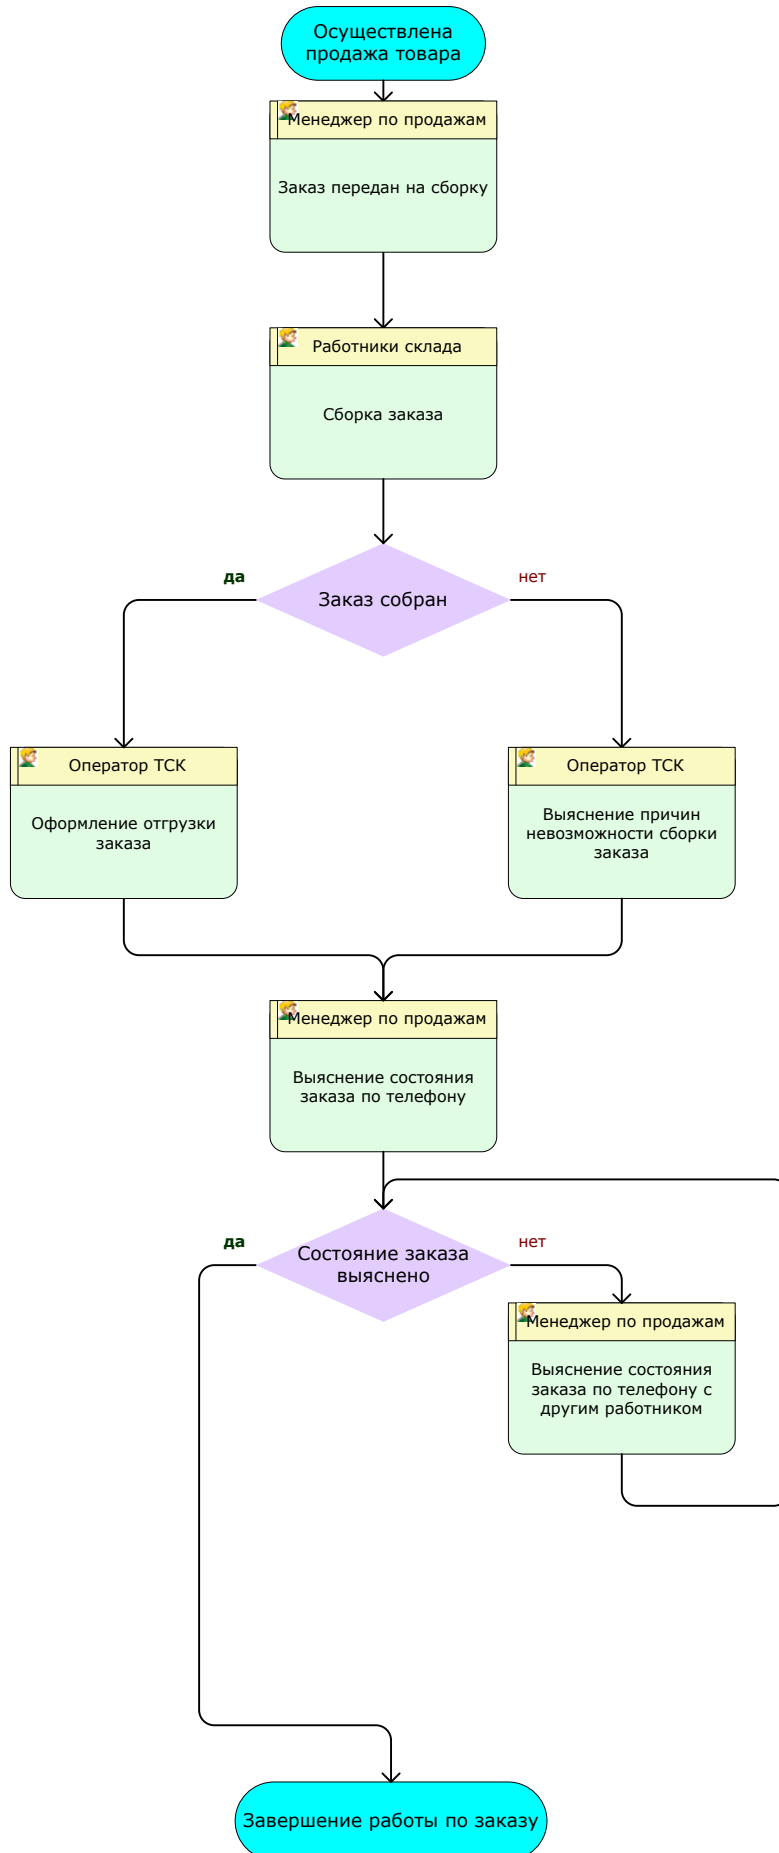 Осуществлена
продажа товара
Менеджер по продажам
Заказ передан на сборку
Работники склада
Сборка заказа
да
нет
Заказ собран
Оператор ТСК
Оформление отгрузки
заказа
Оператор ТСК
Выяснение причин
невозможности сборки
заказа
Менеджер по продажам
Выяснение состояния
заказа по телефону
да
нет
Состояние заказа
выяснено
Менеджер по продажам
Выяснение состояния
заказа по телефону с
другим работником
Завершение работы по заказу